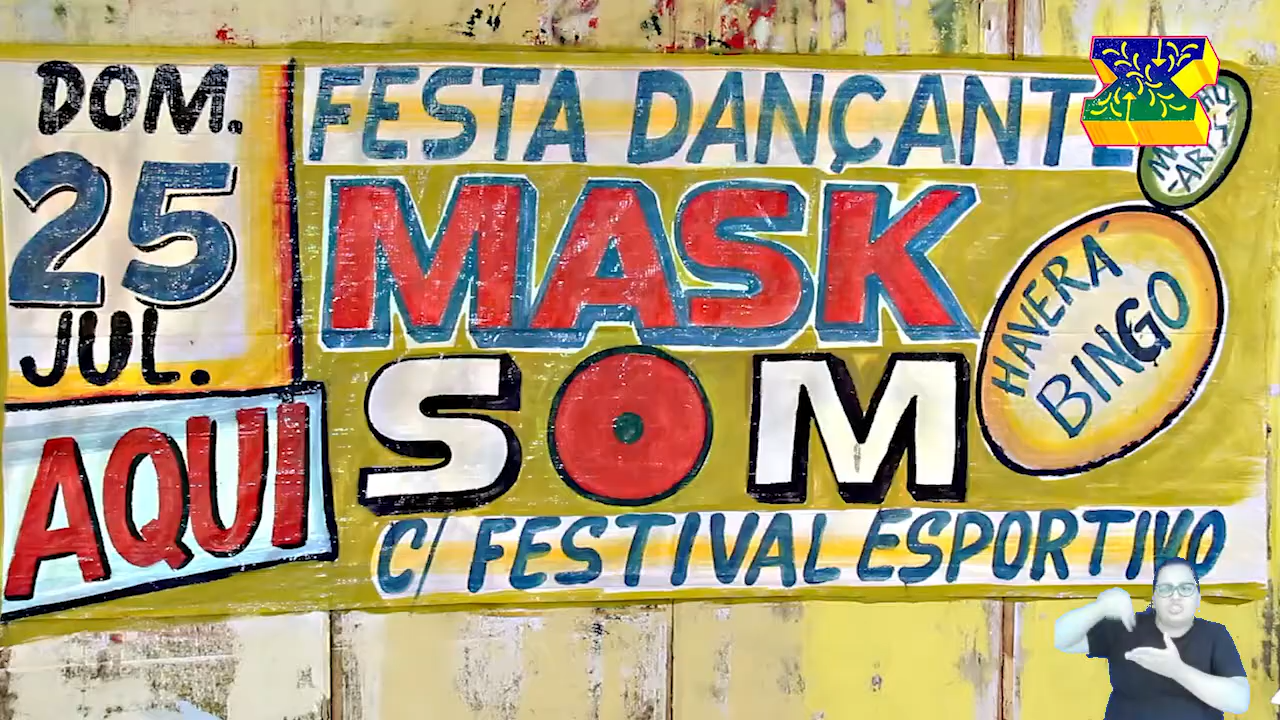 DOM.
25
JUL.
AQUI
FESTA DANÇANTE
MASK
SOM
C/ FESTIVAL ESPORTIVO
HAVERÁ
BINGO